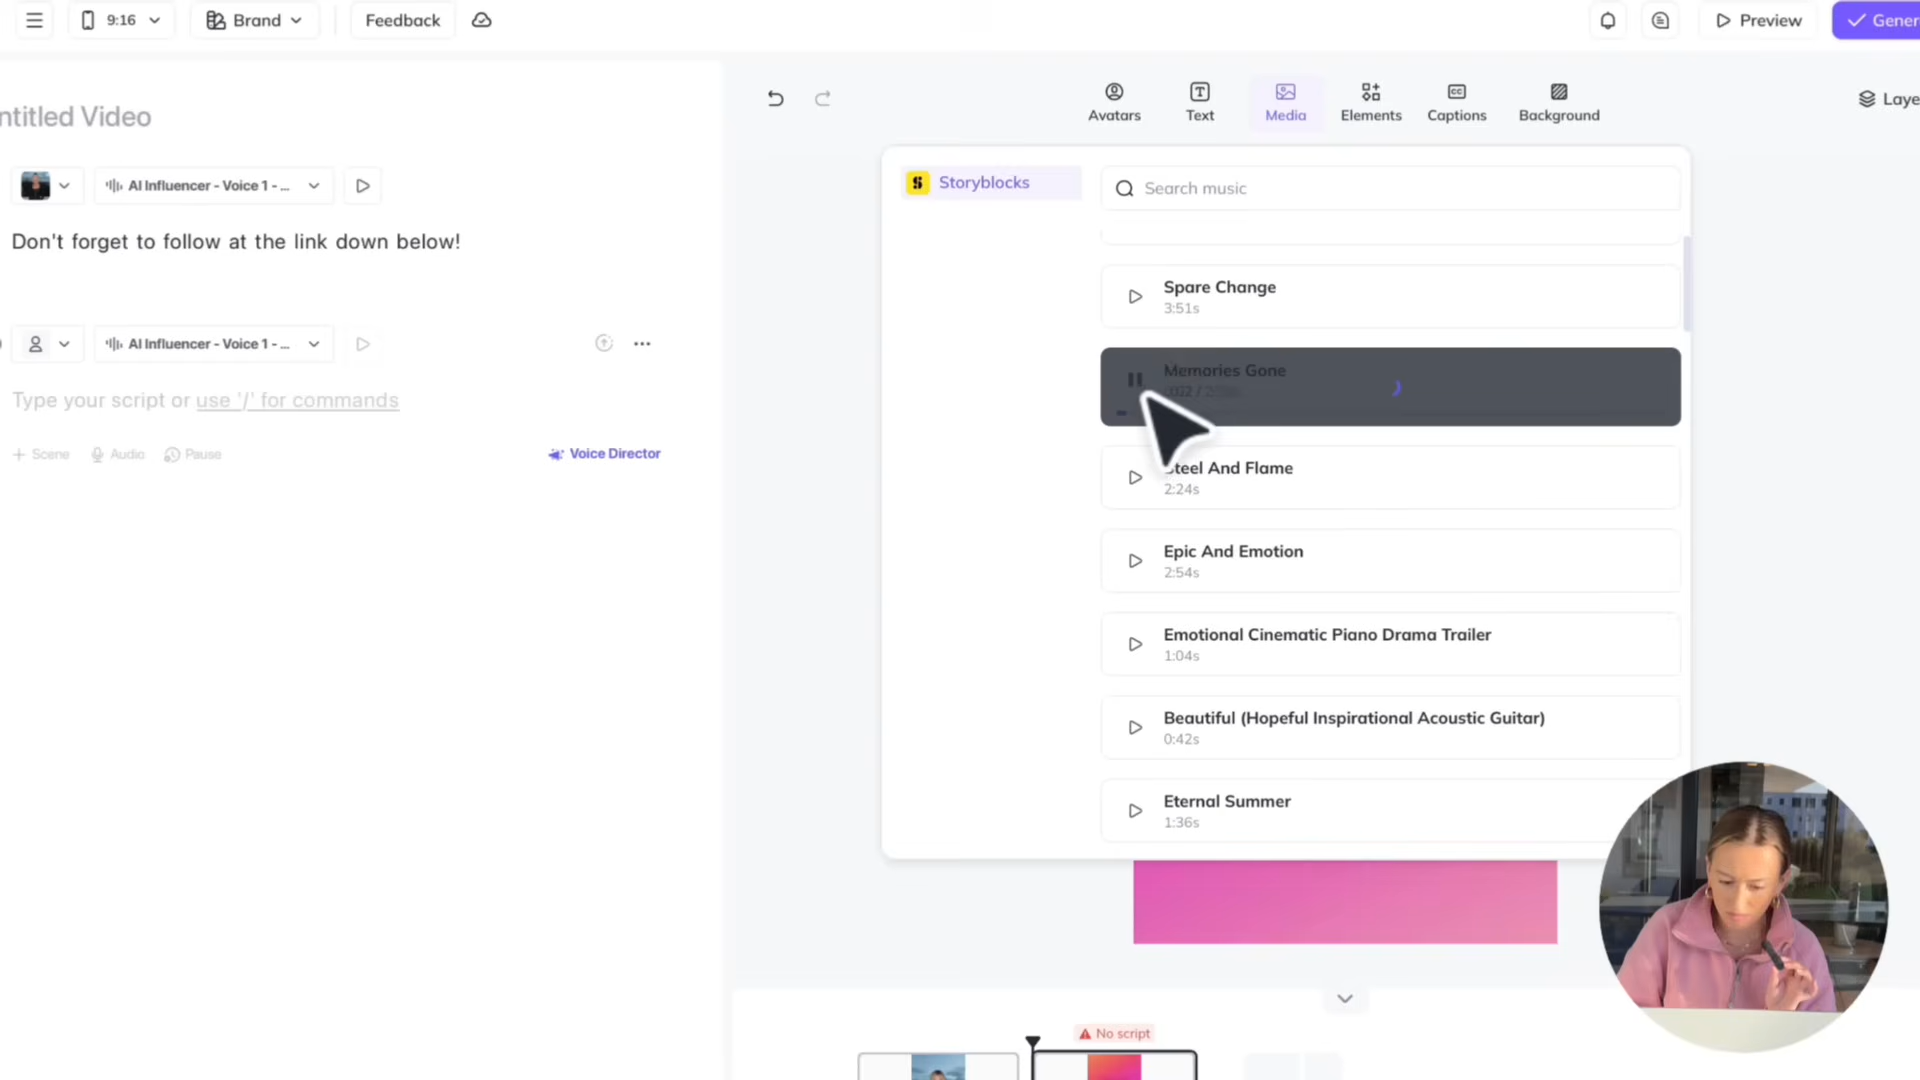 9:16
Brand
Feedback
Preview
Gener
ntitled Video
Avatars
Text
Media
Elements
Captions
Background
Laye
AI Influencer - Voice 1 - ...
Don't forget to follow at the link down below!
AI Influencer - Voice 1 - ...
Type your script or use '/' for commands
Scene
Audio
Pause
Voice Director
Storyblocks
Search music
Spare Change
3:51s
Memories Gone
Steel And Flame
2:24s
Epic And Emotion
2:54s
Emotional Cinematic Piano Drama Trailer
1:04s
Beautiful (Hopeful Inspirational Acoustic Guitar)
0:42s
Eternal Summer
1:36s
No script